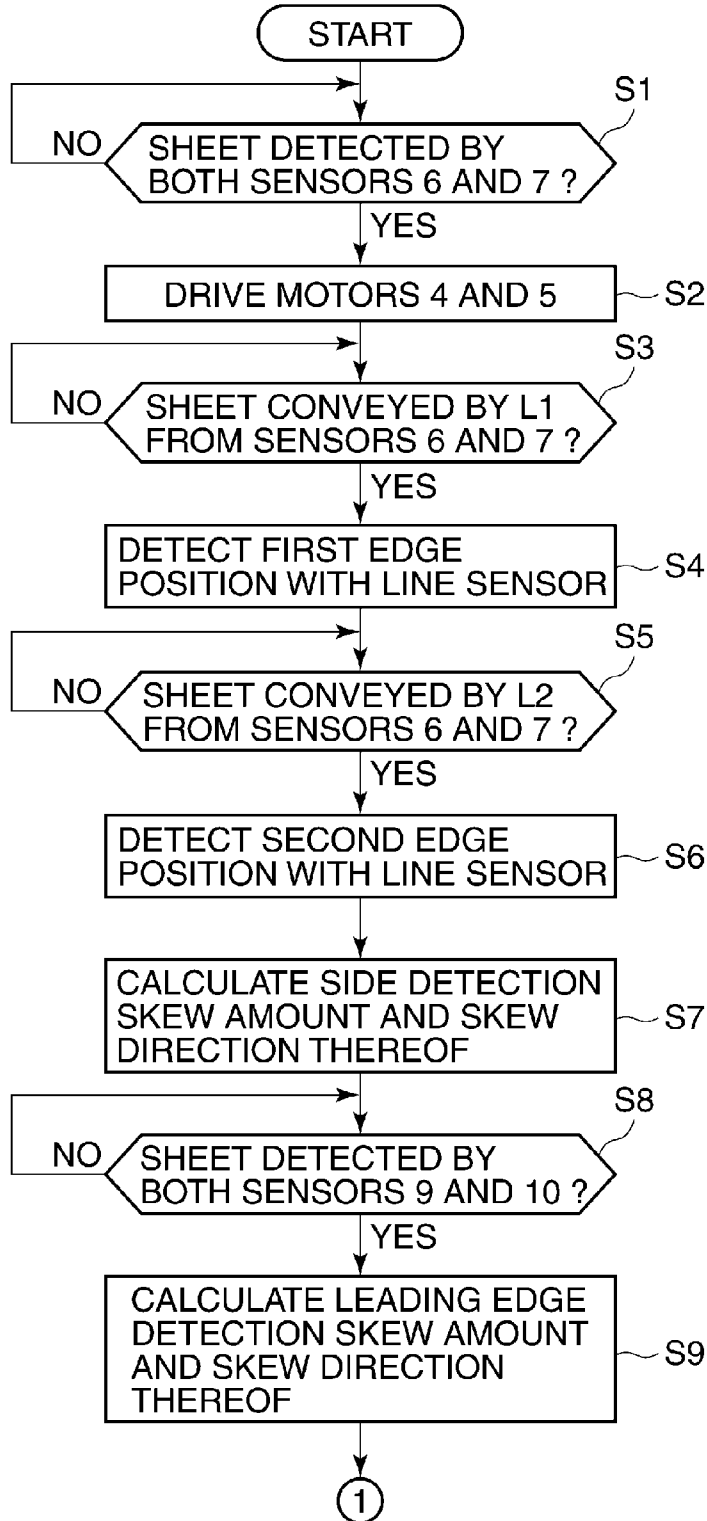 START
S1
NO
SHEET DETECTED BY
BOTH SENSORS 6 AND 7 ?
YES
DRIVE MOTORS 4 AND 5
S2
S3
NO
SHEET CONVEYED BY L1
FROM SENSORS 6 AND 7 ?
YES
DETECT FIRST EDGE
POSITION WITH LINE SENSOR
S4
S5
NO
SHEET CONVEYED BY L2
FROM SENSORS 6 AND 7 ?
YES
DETECT SECOND EDGE
POSITION WITH LINE SENSOR
S6
CALCULATE SIDE DETECTION
SKEW AMOUNT AND SKEW
DIRECTION THEREOF
S7
S8
NO
SHEET DETECTED BY
BOTH SENSORS 9 AND 10 ?
YES
CALCULATE LEADING EDGE
DETECTION SKEW AMOUNT
AND SKEW DIRECTION
THEREOF
S9
1